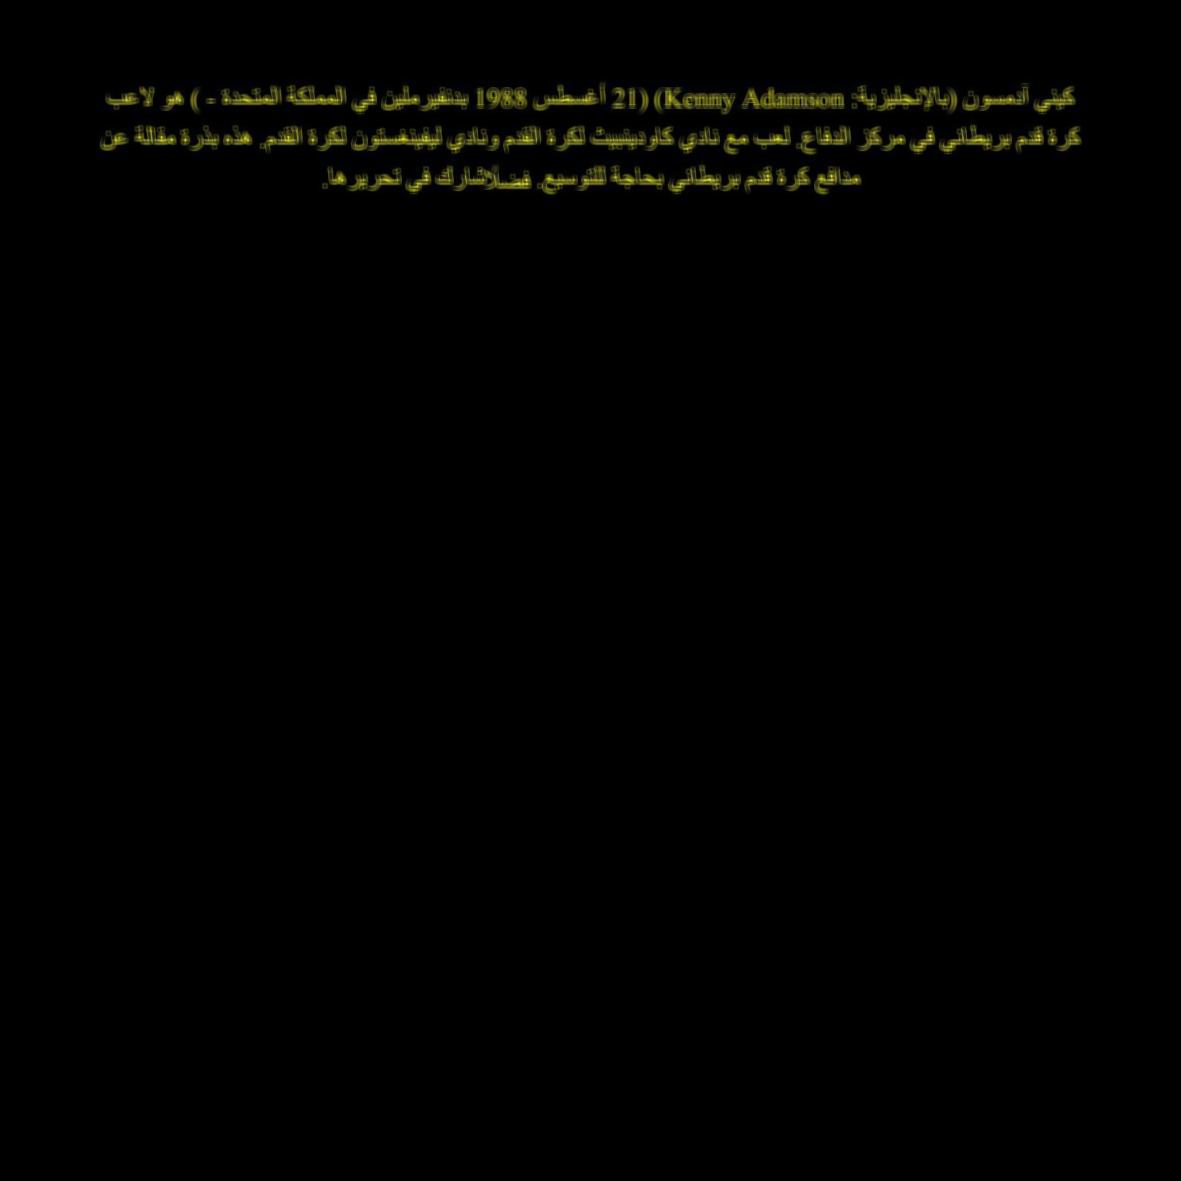 كيني آدمسون (بالإنجليزية: Kenny Adamson) (21 أغسطس 1988 بدنفيرملين في المملكة المتحدة - ) هو لاعب
كرة قدم بريطاني في مركز الدفاع. لعب مع نادي كاودينبيث لكرة القدم ونادي ليفينغستون لكرة القدم. هذه بذرة مقالة عن
مدافع كرة قدم بريطاني بحاجة للتوسيع. فضلًاشارك في تحريرها.